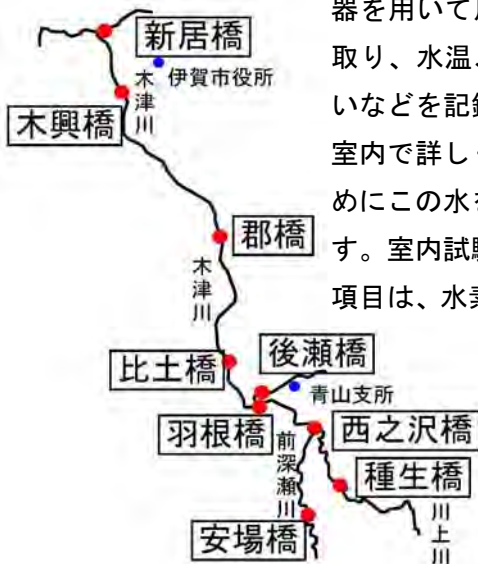 器を用いて
取り、水温、
新居橋
伊賀市役所
木津川
いなどを記録
木興橋
室内で詳し
めにこの水を
郡橋
す。室内試験
項目は、水素
木津川
後瀬橋
比土橋
青山支所
羽根橋
西之沢橋
前深瀬川
種生橋
川上川
安場橋